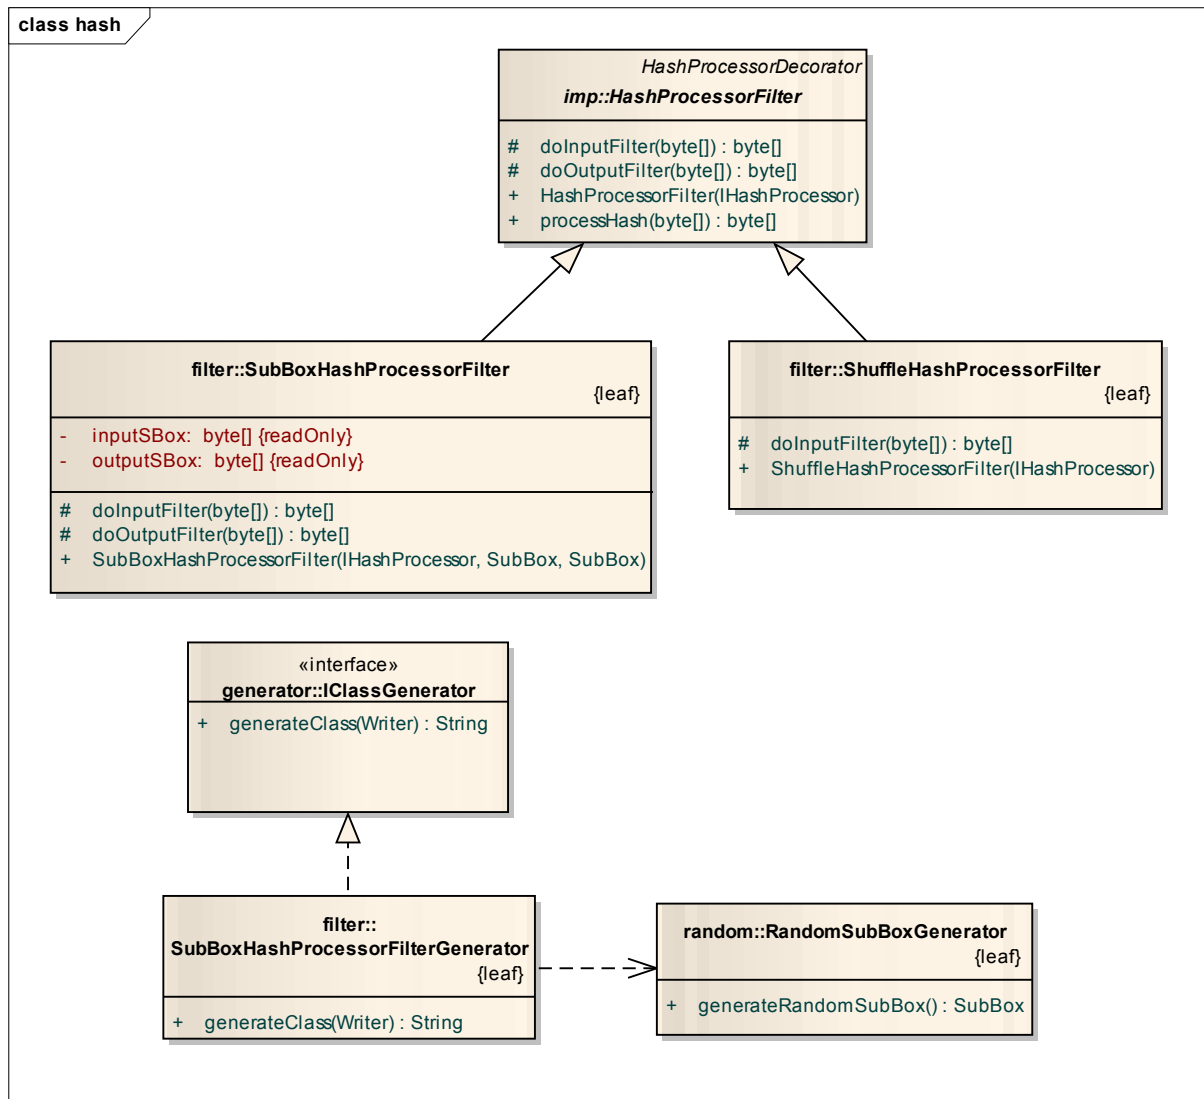 class hash
HashProcessorDecorator
imp::HashProcessorFilter
# doInputFilter(byte[]) : byte[]
# doOutputFilter(byte[]) : byte[]
+ HashProcessorFilter(IHashProcessor)
+ processHash(byte[]) : byte[]
filter::SubBoxHashProcessorFilter
{leaf}
- inputSBox: byte[] {readOnly}
- outputSBox: byte[] {readOnly}
# doInputFilter(byte[]) : byte[]
# doOutputFilter(byte[]) : byte[]
+ SubBoxHashProcessorFilter(IHashProcessor, SubBox, SubBox)
filter::ShuffleHashProcessorFilter
{leaf}
# doInputFilter(byte[]) : byte[]
+ ShuffleHashProcessorFilter(IHashProcessor)
«interface»
generator::IClassGenerator
+ generateClass(Writer) : String
filter::
SubBoxHashProcessorFilterGenerator
{leaf}
+ generateClass(Writer) : String
random::RandomSubBoxGenerator
{leaf}
+ generateRandomSubBox() : SubBox